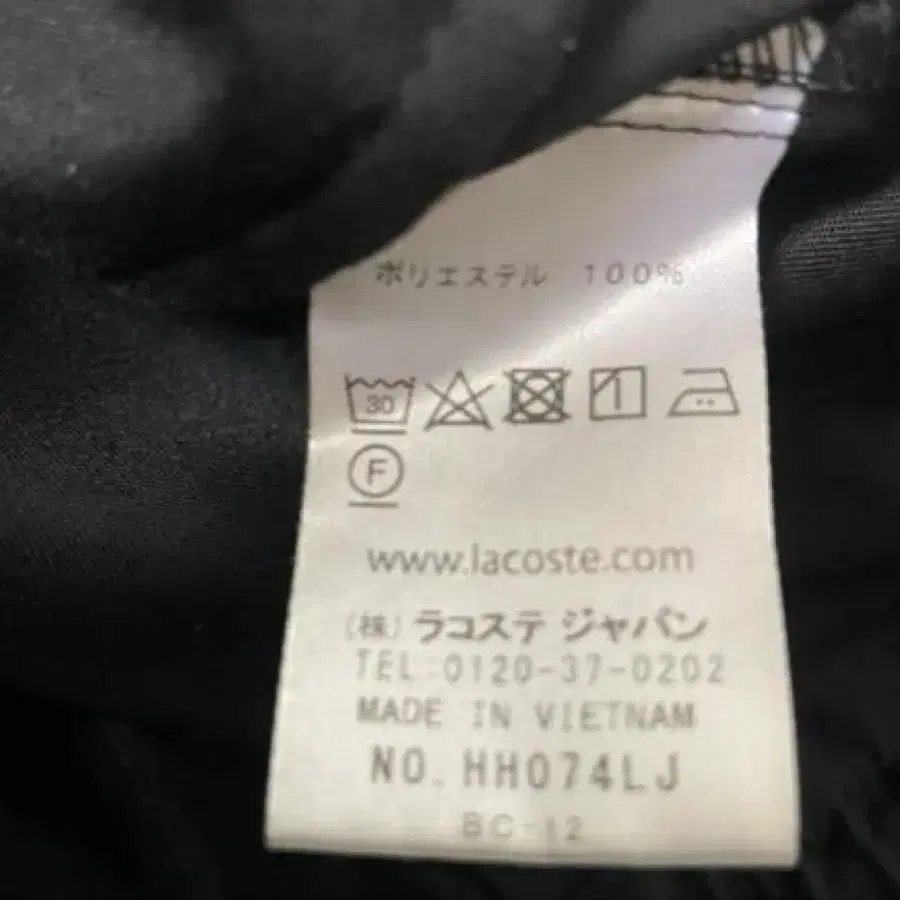 ポリエステル 100%
30
F
www.lacoste.com
(株) ラコステ ジャパン
TEL:0120-37-0202
MADE IN VIETNAM
NO. HH074LJ
BC-12